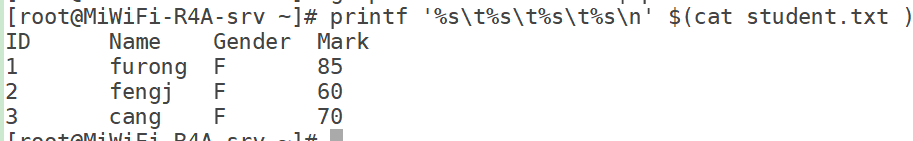 [root@MiWiFi-R4A-srv ~]# printf '%s\t%s\t%s\t%s\n' $(cat student.txt )
ID Name Gender Mark
1 furong F 85
2 fengj F 60
3 cang F 70
[root@MiWiFi-R4A-srv ~]#